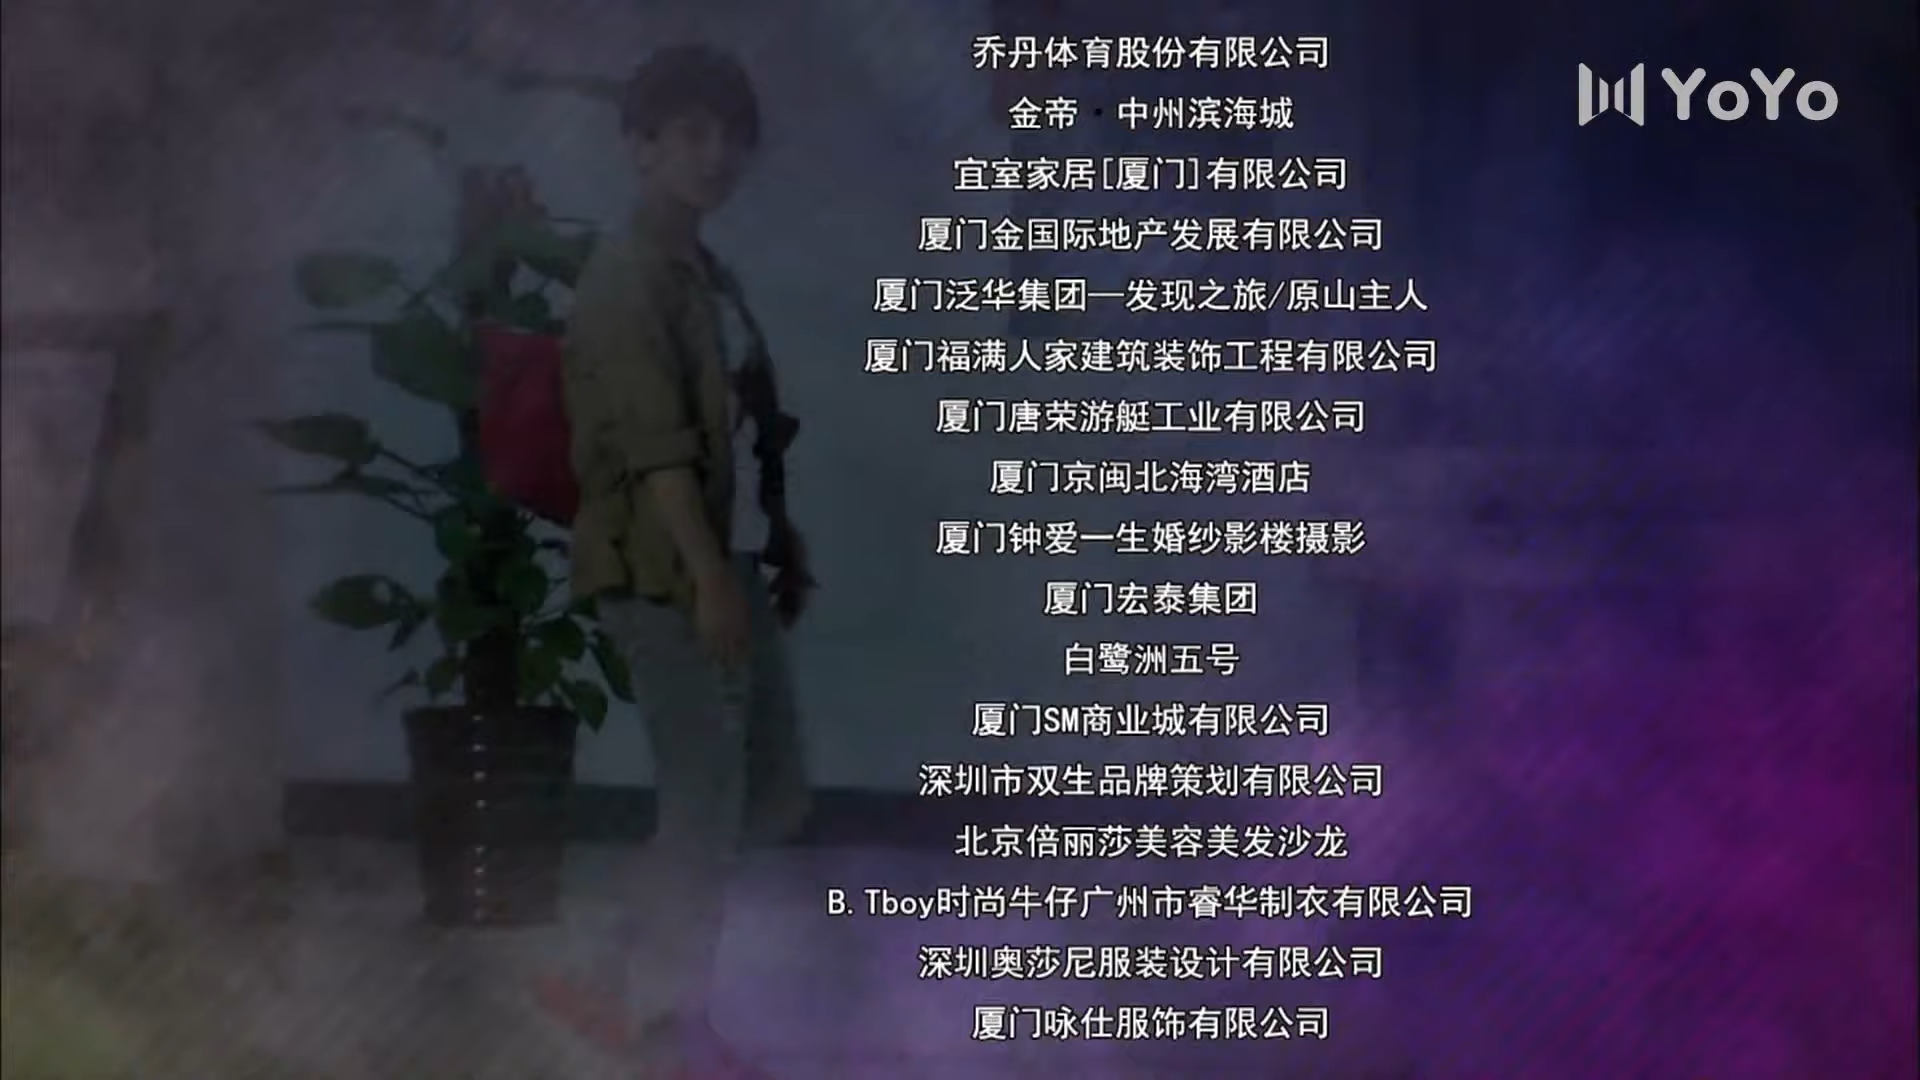 乔丹体育股份有限公司
YoYo
金帝·中州滨海城
宜室家居[厦门]有限公司
厦门金国际地产发展有限公司
厦门泛华集团—发现之旅/原山主人
厦门福满人家建筑装饰工程有限公司
厦门唐荣游艇工业有限公司
厦门京闽北海湾酒店
厦门钟爱一生婚纱影楼摄影
厦门宏泰集团
白鹭洲五号
厦门SM商业城有限公司
深圳市双生品牌策划有限公司
北京倍丽莎美容美发沙龙
B.Tboy时尚牛仔广州市睿华制衣有限公司
深圳奥莎尼服装设计有限公司
厦门咏仕服饰有限公司